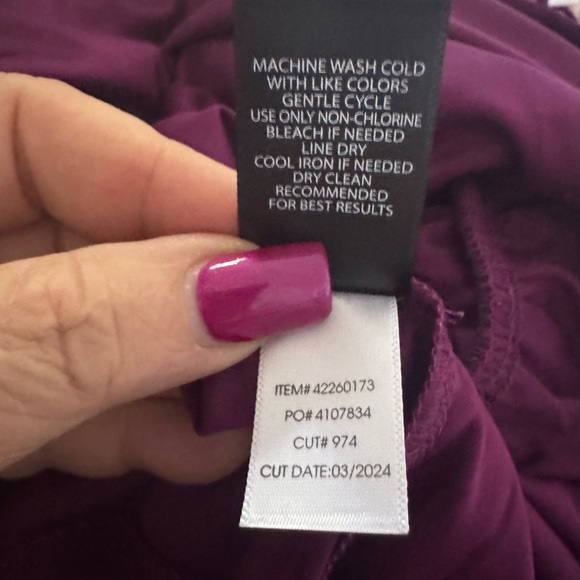 MACHINE WASH COLD
WITH LIKE COLORS
GENTLE CYCLE
USE ONLY NON-CHLORINE
BLEACH IF NEEDED
LINE DRY
COOL IRON IF NEEDED
DRY CLEAN
RECOMMENDED
FOR BEST RESULTS
ITEM# 42260173
PO# 4107834
CUT# 974
CUT DATE:03/2024